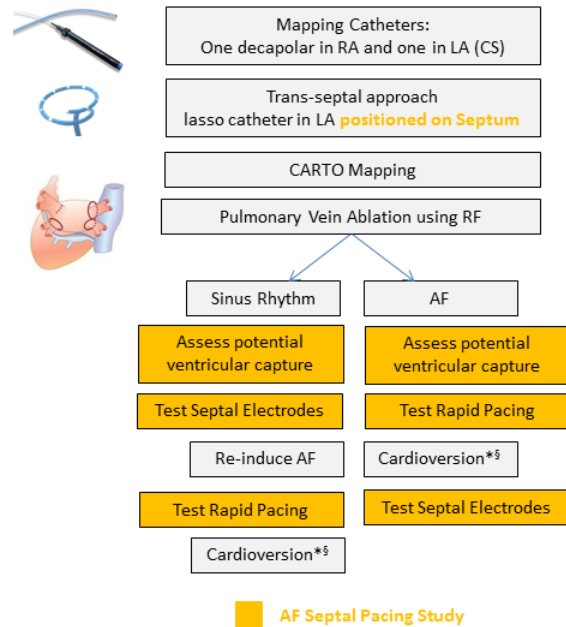 Mapping Catheters:
One decapolar in RA and one in LA (CS)
Trans-septal approach
lasso catheter in LA positioned on Septum
CARTO Mapping
Pulmonary Vein Ablation using RF
Sinus Rhythm
AF
Assess potential
ventricular capture
Assess potential
ventricular capture
Test Septal Electrodes
Test Rapid Pacing
Re-induce AF
Cardioversion*§
Test Rapid Pacing
Test Septal Electrodes
Cardioversion*§
AF Septal Pacing Study